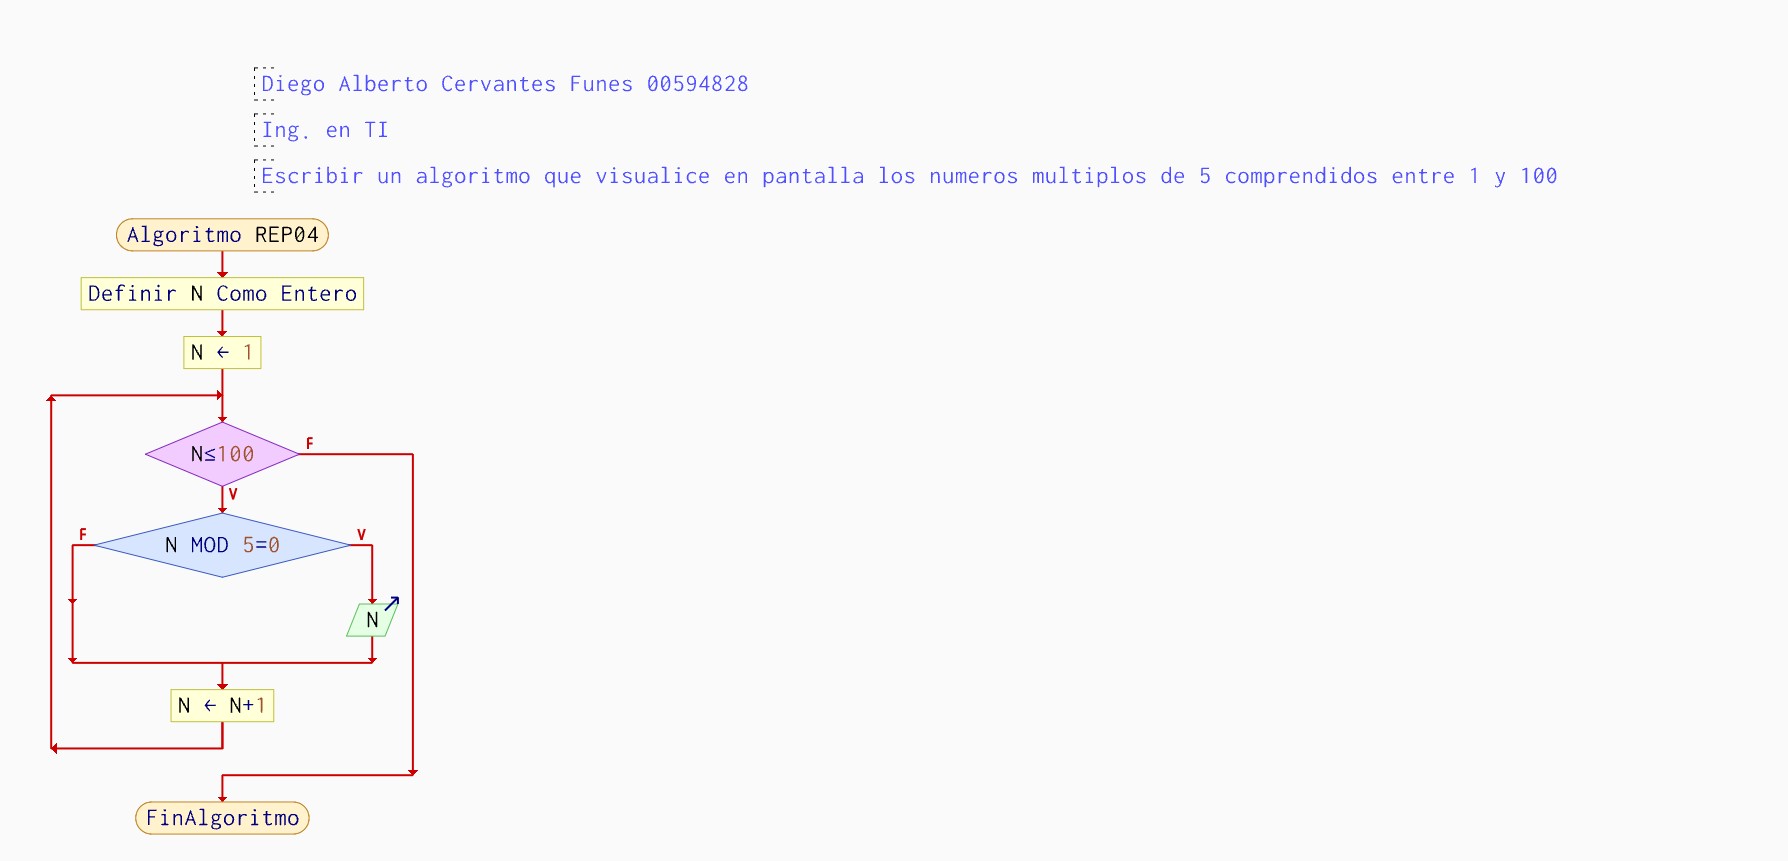 Diego Alberto Cervantes Funes 00594828
Ing. en TI
Escribir un algoritmo que visualice en pantalla los numeros multiplos de 5 comprendidos entre 1 y 100
Algoritmo REP04
Definir N Como Entero
N ← 1
N≤100
F
V
F
N MOD 5=0
V
N
N ← N+1
FinAlgoritmo